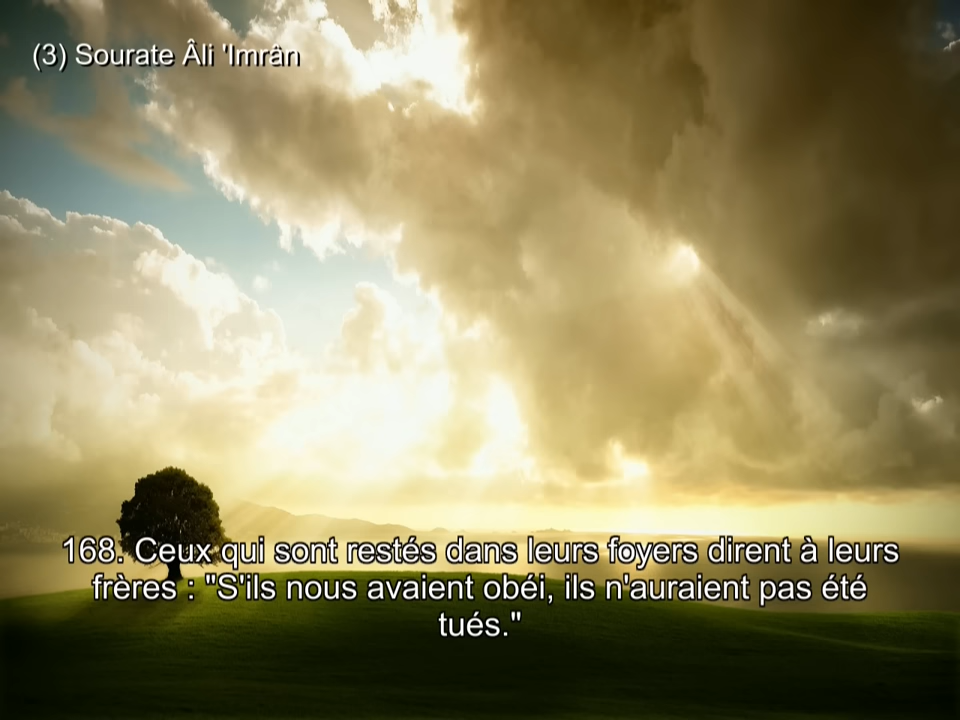 (3) Sourate Âli 'Imrân
168. Ceux qui sont restés dans leurs foyers dirent à leurs
frères : "S'ils nous avaient obéi, ils n'auraient pas été
tués."